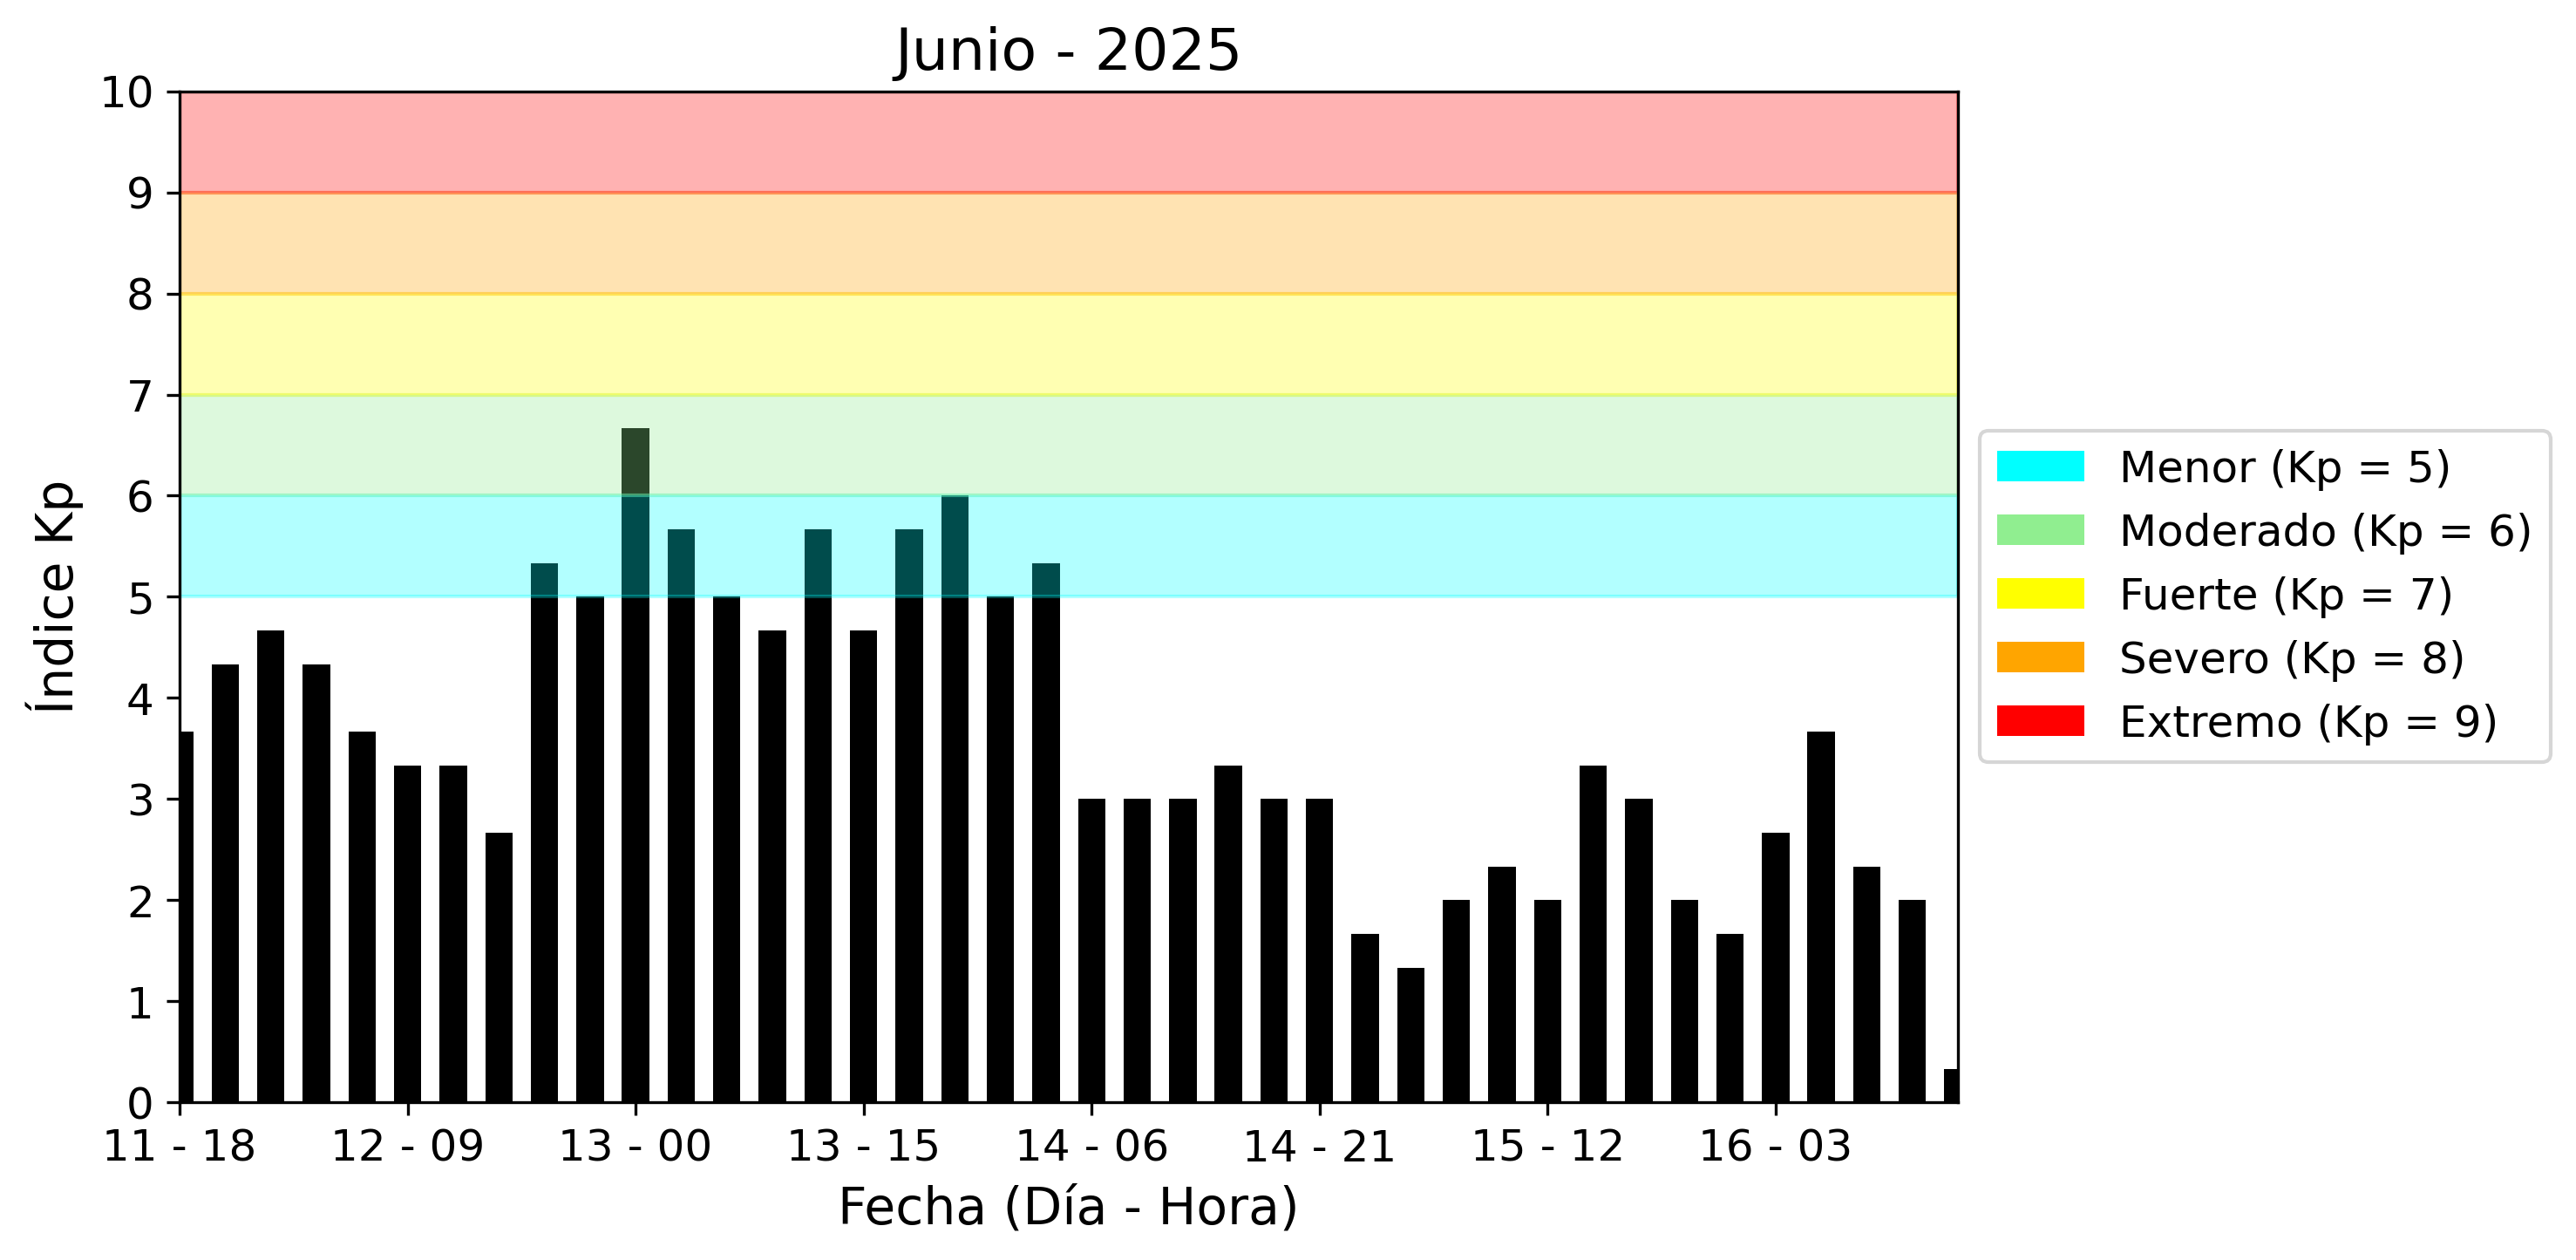 Junio - 2025
10
9
8
7
6
5
4
3
2
1
0
Índice Kp
11 - 18
12 - 09
13 - 00
13 - 15
14 - 06
14 - 21
15 - 12
16 - 03
Fecha (Día - Hora)
Menor (Kp = 5)
Moderado (Kp = 6)
Fuerte (Kp = 7)
Severo (Kp = 8)
Extremo (Kp = 9)